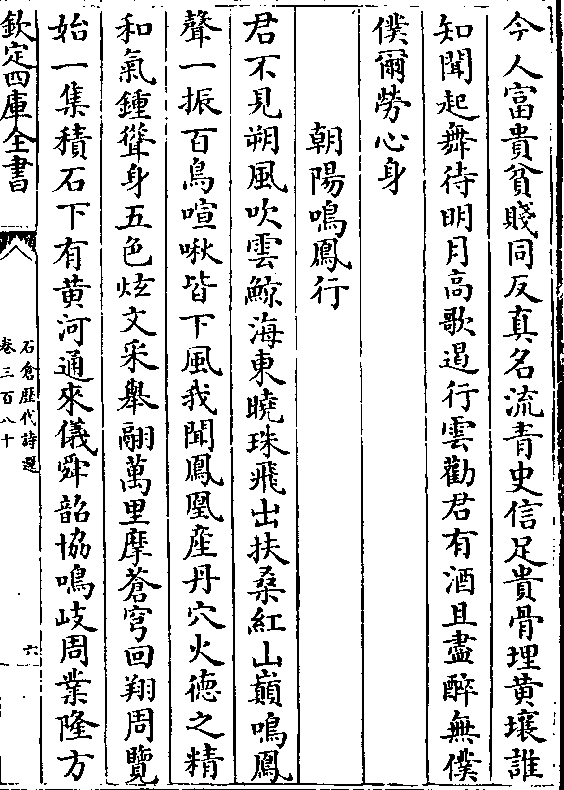 今人富貴貧賤同反真名流青史信足貴骨埋黄壤誰
知聞起舞待明月高歌遏行雲勸君有酒且盡醉無僕
僕爾勞心身
朝陽鳴鳳行
君不見朔風吹雲鯨海東曉珠飛出扶桑紅山巔鳴鳳
聲一振百鳥喧啾皆下風我聞鳳凰産丹穴火徳之精
和氣鍾聳身五色炫文采舉翮萬里摩蒼穹回翔周覽
始一集積石下有黄河通來儀舜韶協鳴岐周業隆方
欽定四庫全書
石倉歷代詩選
卷三百八十
六